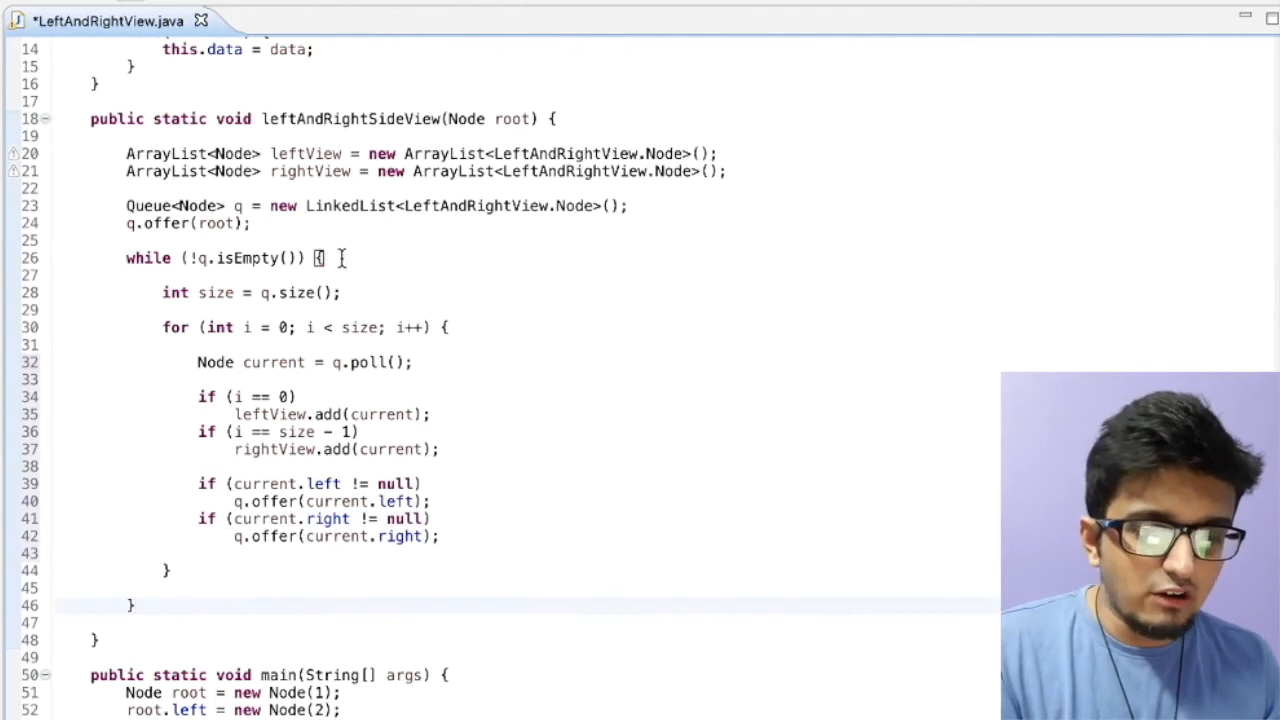 *LeftAndRightView.java
14 this.data = data;
15 }
16 }
17
18 public static void leftAndRightSideView(Node root) {
19
20 ArrayList<Node> leftView = new ArrayList<LeftAndRightView.Node>();
21 ArrayList<Node> rightView = new ArrayList<LeftAndRightView.Node>();
22
23 Queue<Node> q = new LinkedList<LeftAndRightView.Node>();
24 q.offer(root);
25
26 while (!q.isEmpty()) {
27
28 int size = q.size();
29
30 for (int i = 0; i < size; i++) {
31
32 Node current = q.poll();
33
34 if (i == 0)
35 leftView.add(current);
36 if (i == size - 1)
37 rightView.add(current);
38
39 if (current.left != null)
40 q.offer(current.left);
41 if (current.right != null)
42 q.offer(current.right);
43
44 }
45
46 }
47
48 }
49
50 public static void main(String[] args) {
51 Node root = new Node(1);
52 root.left = new Node(2);